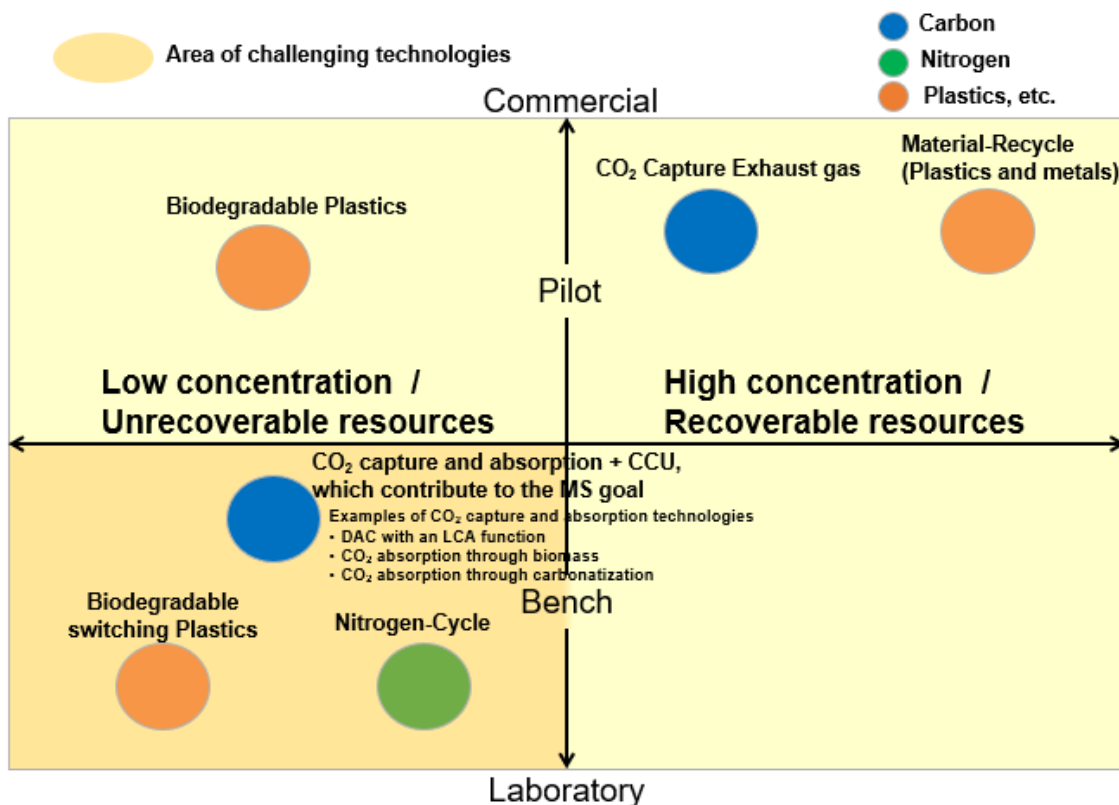 Area of challenging technologies
Carbon
Nitrogen
Plastics, etc.
Commercial
CO₂ Capture Exhaust gas
Material-Recycle
(Plastics and metals)
Biodegradable Plastics
Pilot
Low concentration /
Unrecoverable resources
High concentration /
Recoverable resources
CO₂ capture and absorption + CCU,
which contribute to the MS goal
Examples of CO₂ capture and absorption technologies
・DAC with an LCA function
・CO₂ absorption through biomass
・CO₂ absorption through carbonatization
Bench
Biodegradable
switching Plastics
Nitrogen-Cycle
Laboratory